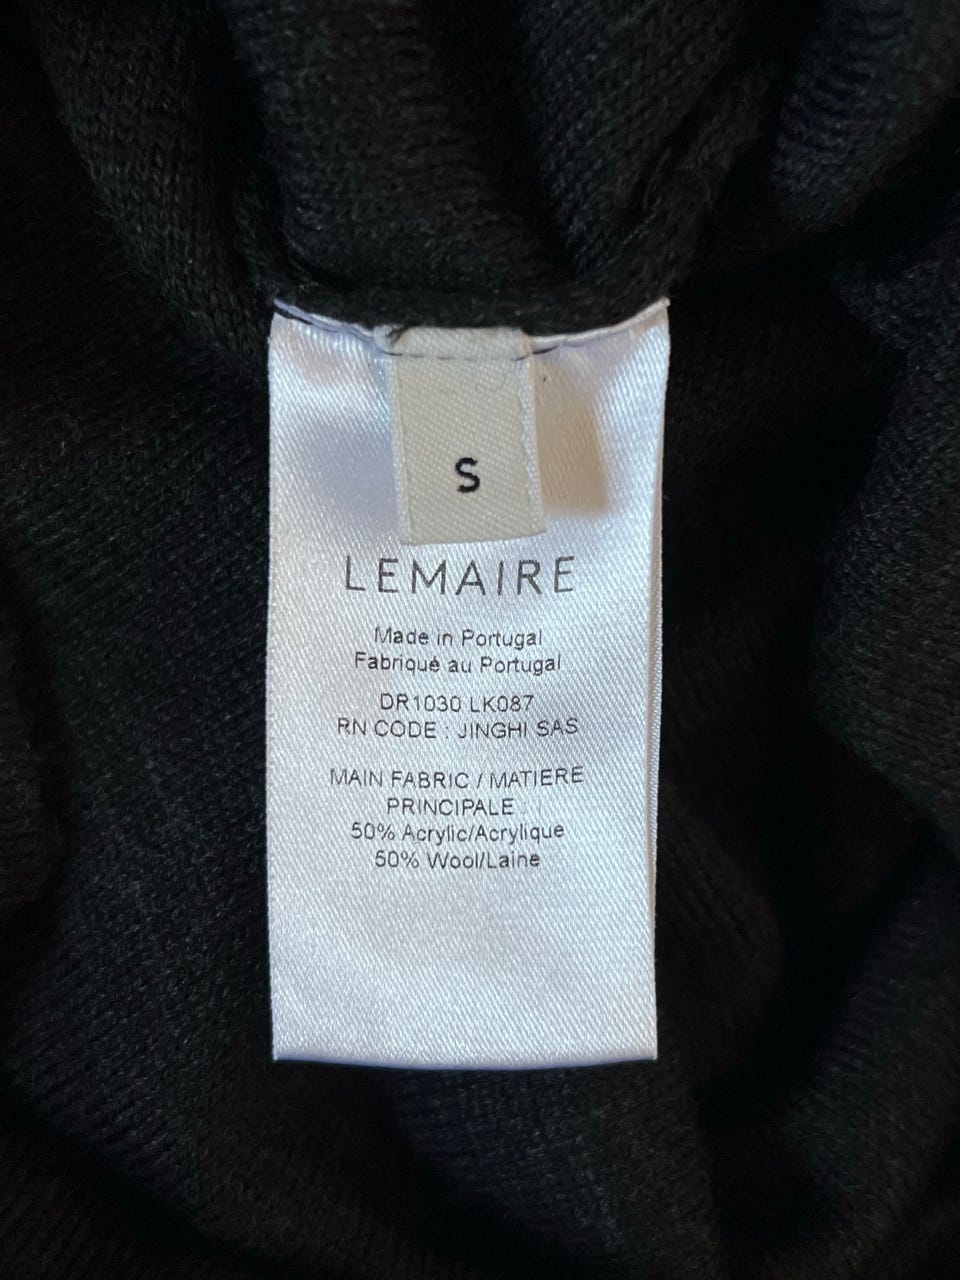 S
LEMAIRE
Made in Portugal
Fabriqué au Portugal
DR1030 LK087
RN CODE : JINGHI SAS
MAIN FABRIC / MATIERE
PRINCIPALE :
50% Acrylic/Acrylique
50% Wool/Laine